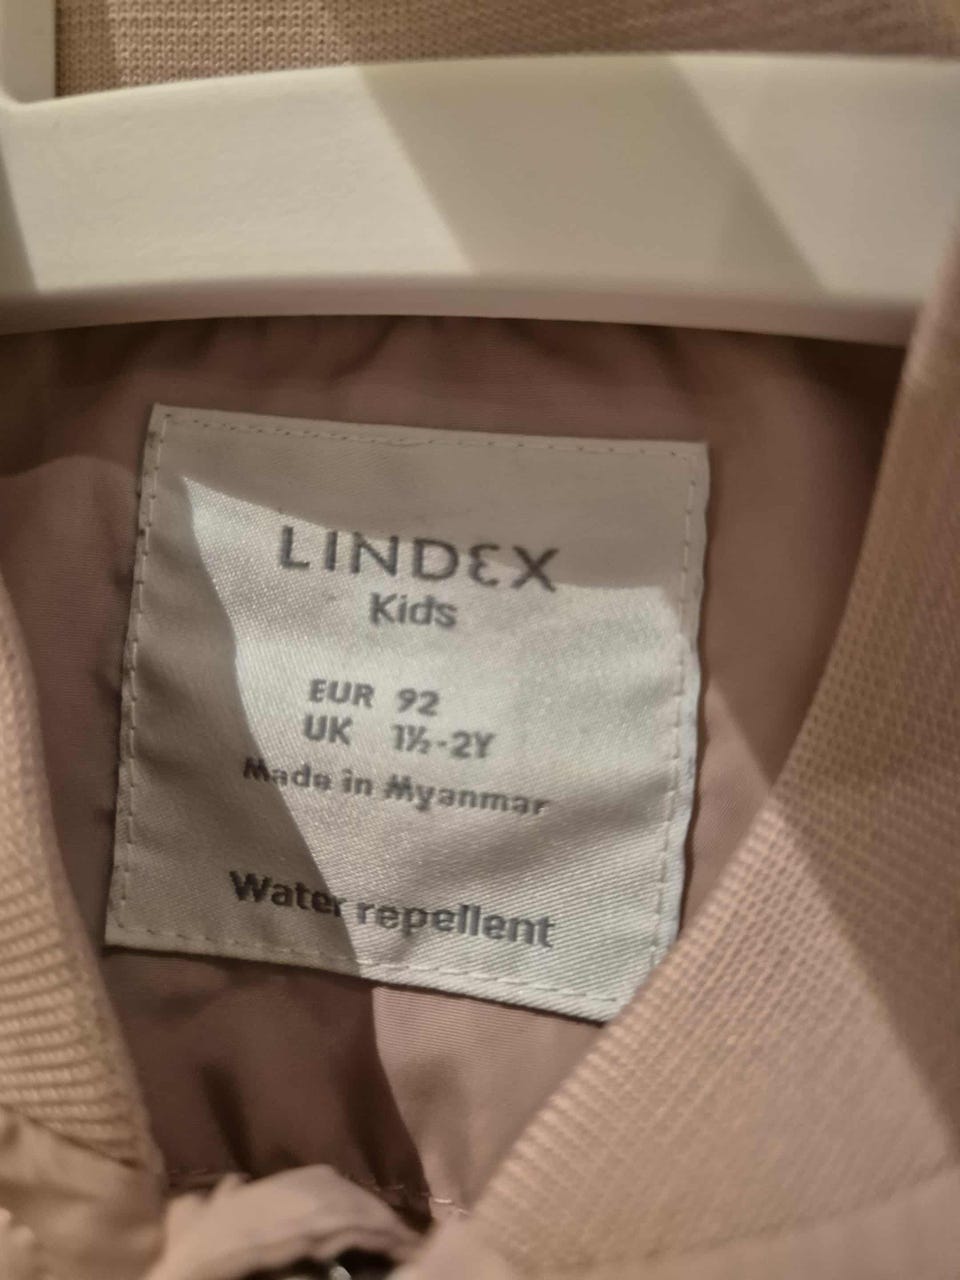 LINDEX
Kids
EUR 92
UK 1½-2Y
Made in Myanmar
Water repellent